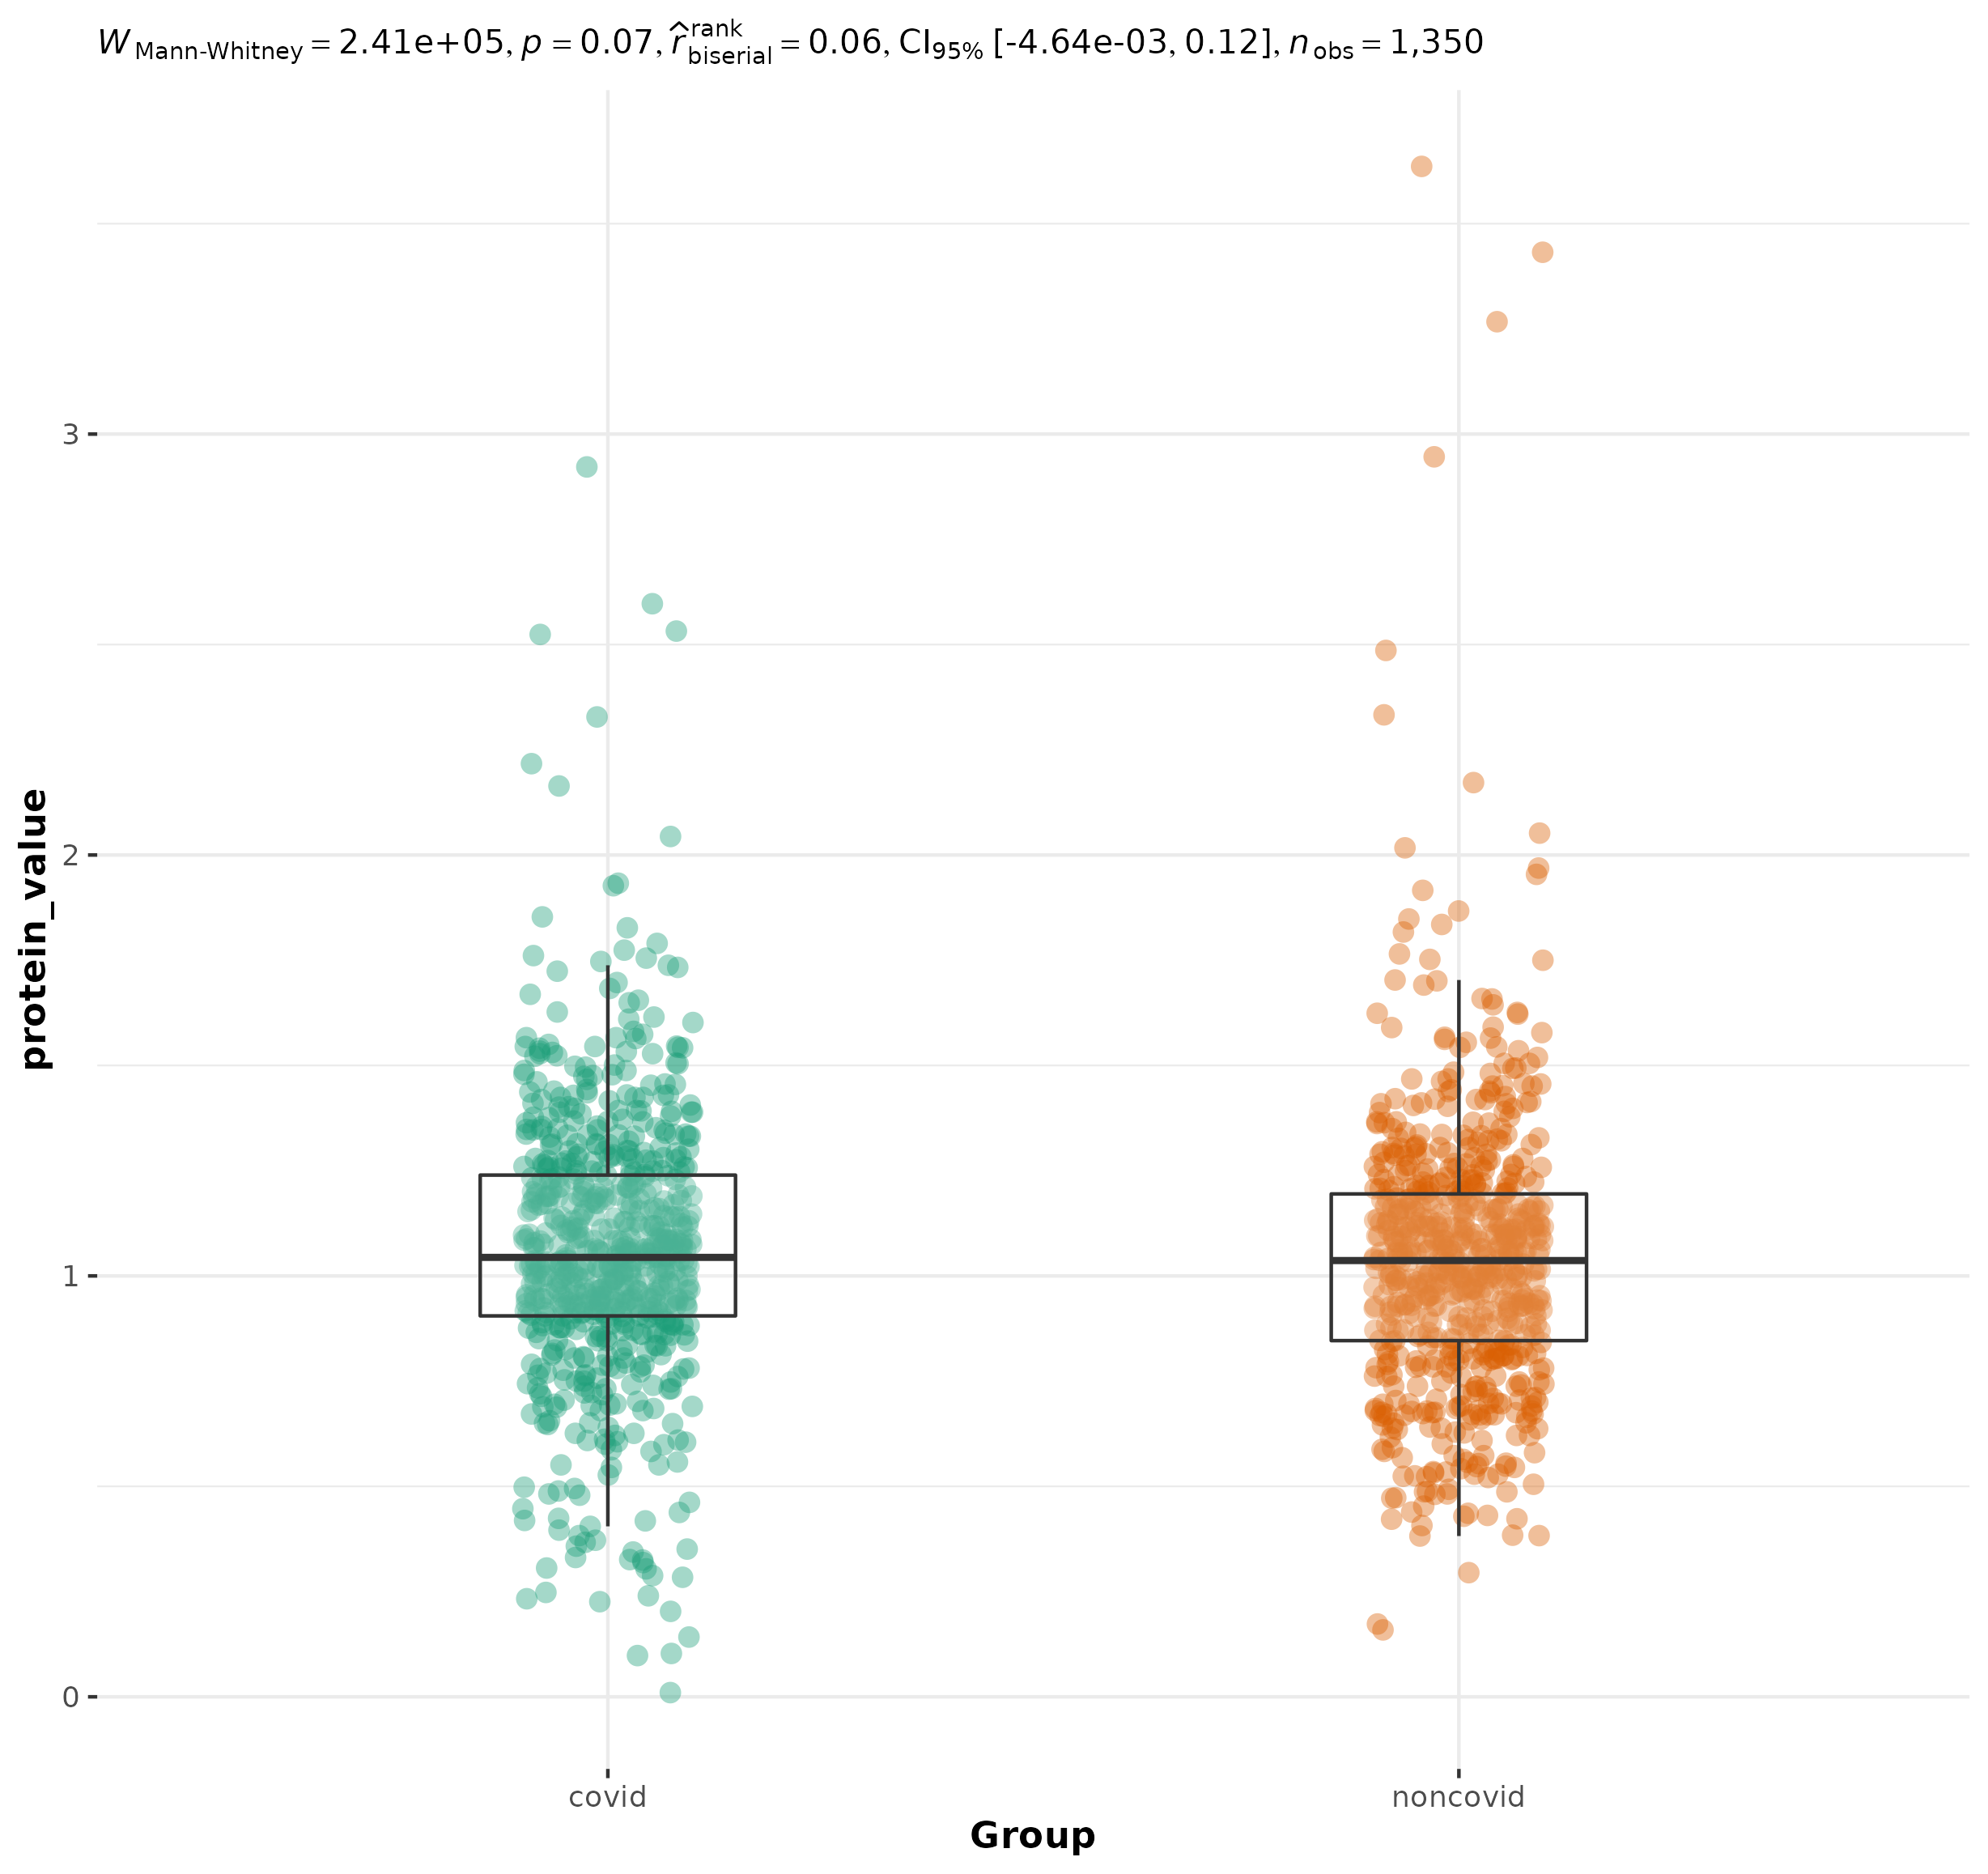 W Mann-Whitney = 2.41e+05, p = 0.07, r̂ rank biserial = 0.06, CI95% [-4.64e-03, 0.12], n obs = 1,350
protein_value
3
2
1
0
covid noncovid
Group